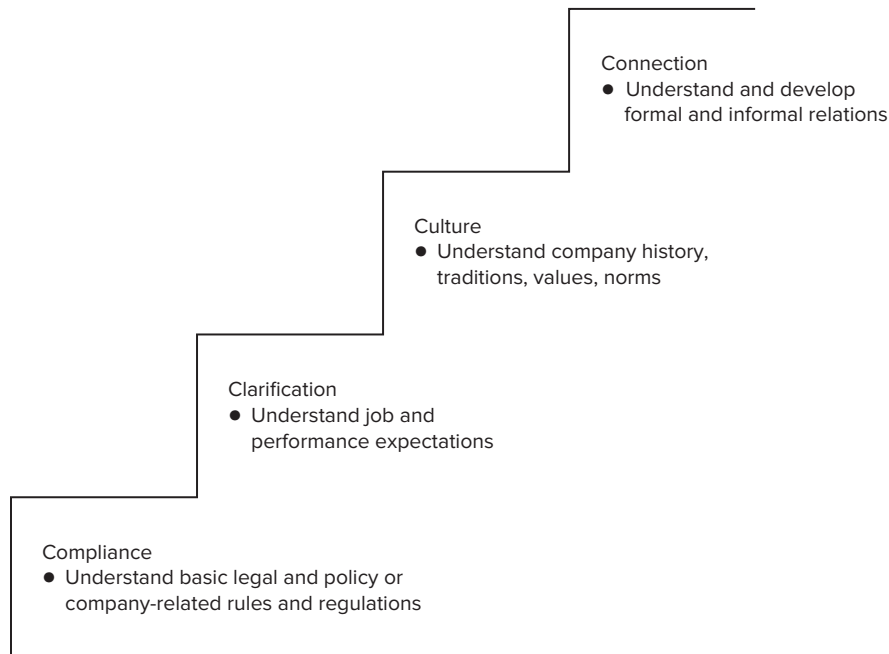 Connection
● Understand and develop
formal and informal relations
Culture
● Understand company history,
traditions, values, norms
Clarification
● Understand job and
performance expectations
Compliance
● Understand basic legal and policy or
company-related rules and regulations